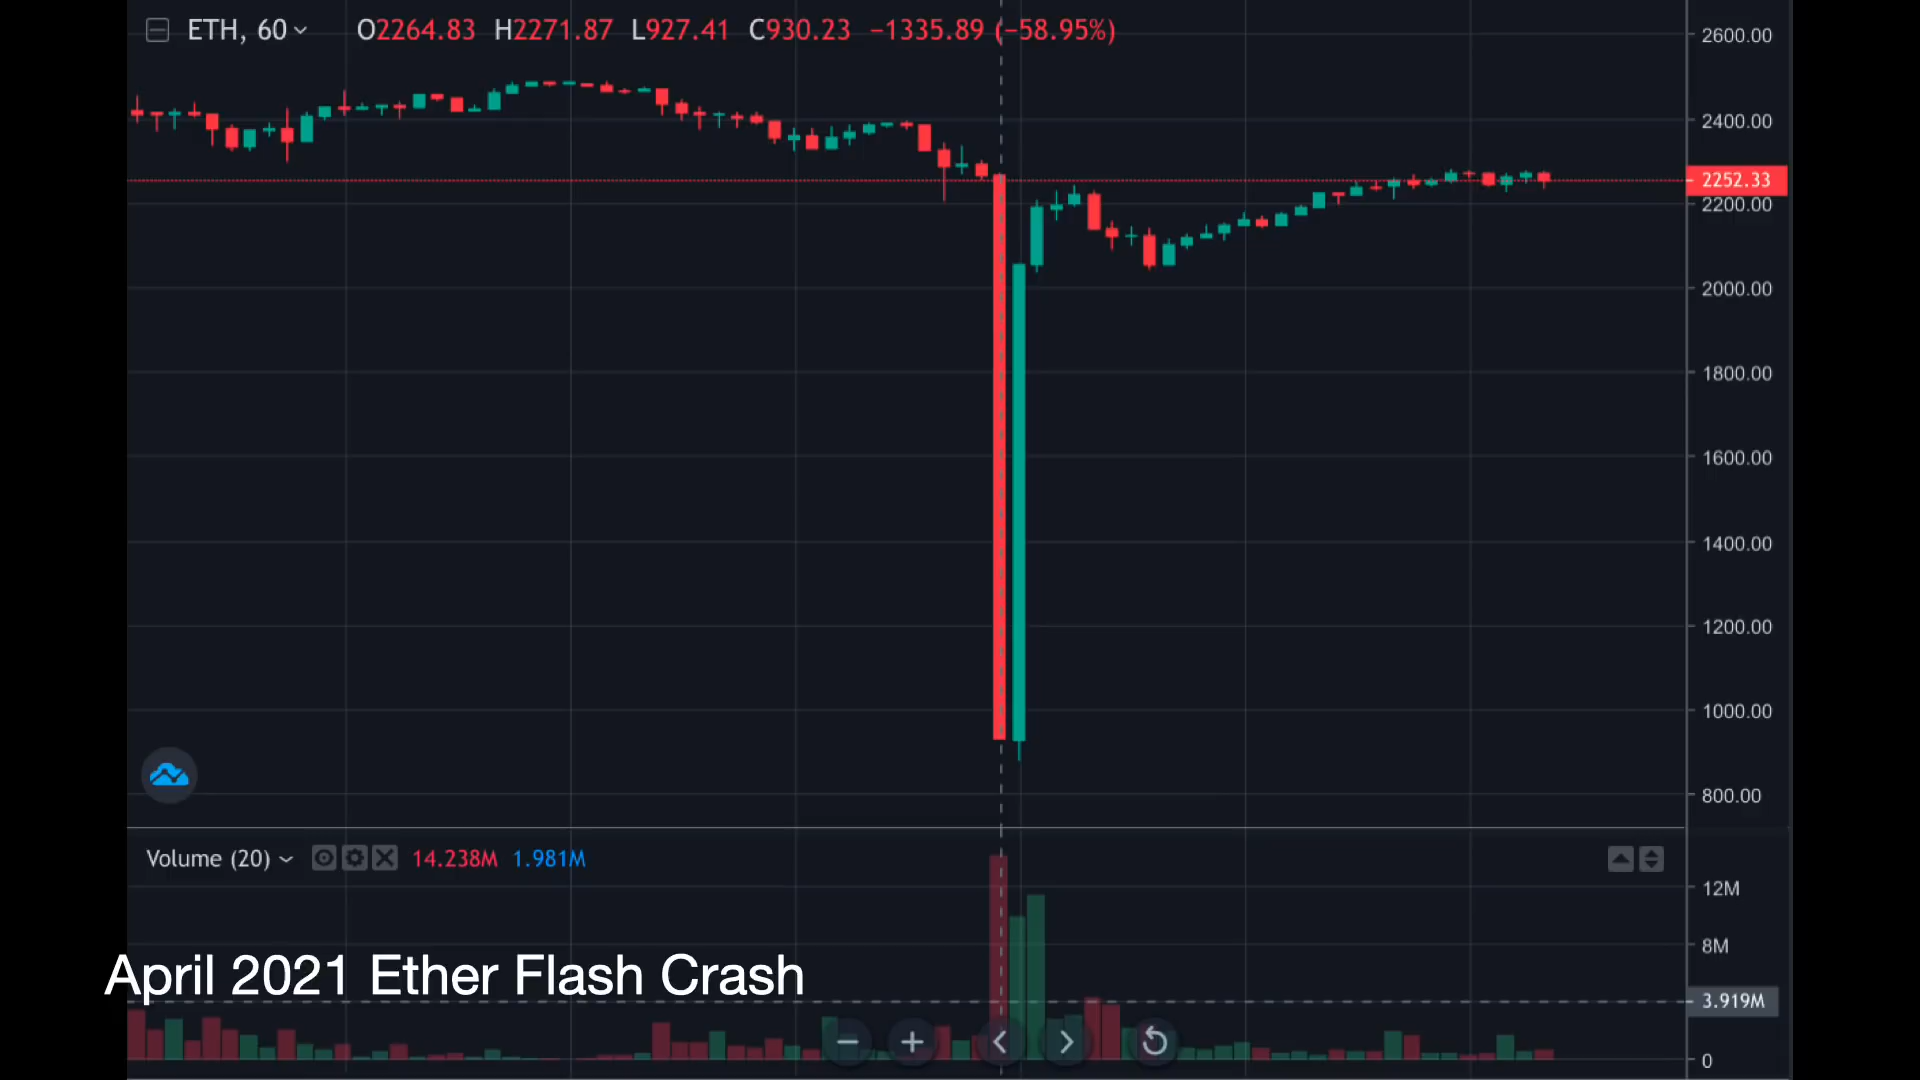 ETH, 60 O2264.83 H2271.87 L927.41 C930.23 −1335.89 (−58.95%)
2600.00
2400.00
2252.33
2200.00
2000.00
1800.00
1600.00
1400.00
1200.00
1000.00
800.00
Volume (20) 14.238M 1.981M
12M
8M
April 2021 Ether Flash Crash
3.919M
0